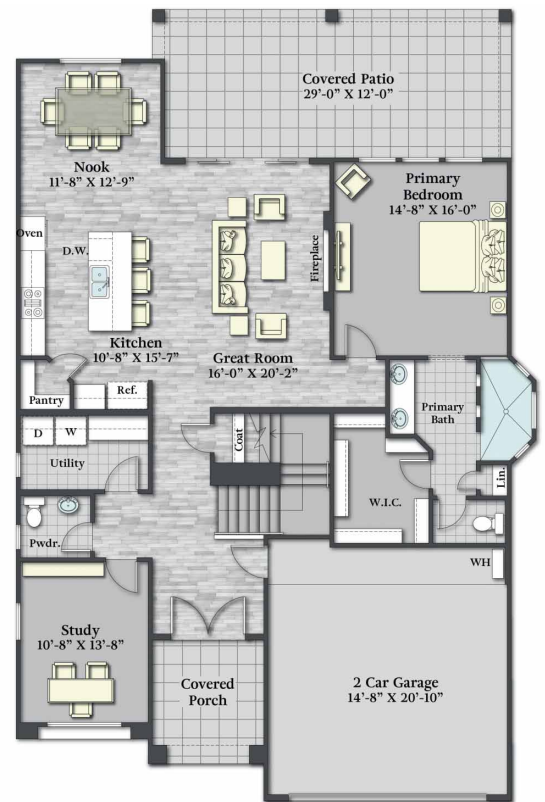 Covered Patio
29'-0" X 12'-0"
Nook
11'-8" X 12'-9"
Primary
Bedroom
14'-8" X 16'-0"
Oven
D.W.
Fireplace
Kitchen
10'-8" X 15'-7"
Great Room
16'-0" X 20'-2"
Pantry
Ref.
Primary
Bath
D
W
Coat
Utility
Lin.
W.I.C.
Pwdr.
WH
Study
10'-8" X 13'-8"
Covered
Porch
2 Car Garage
14'-8" X 20'-10"